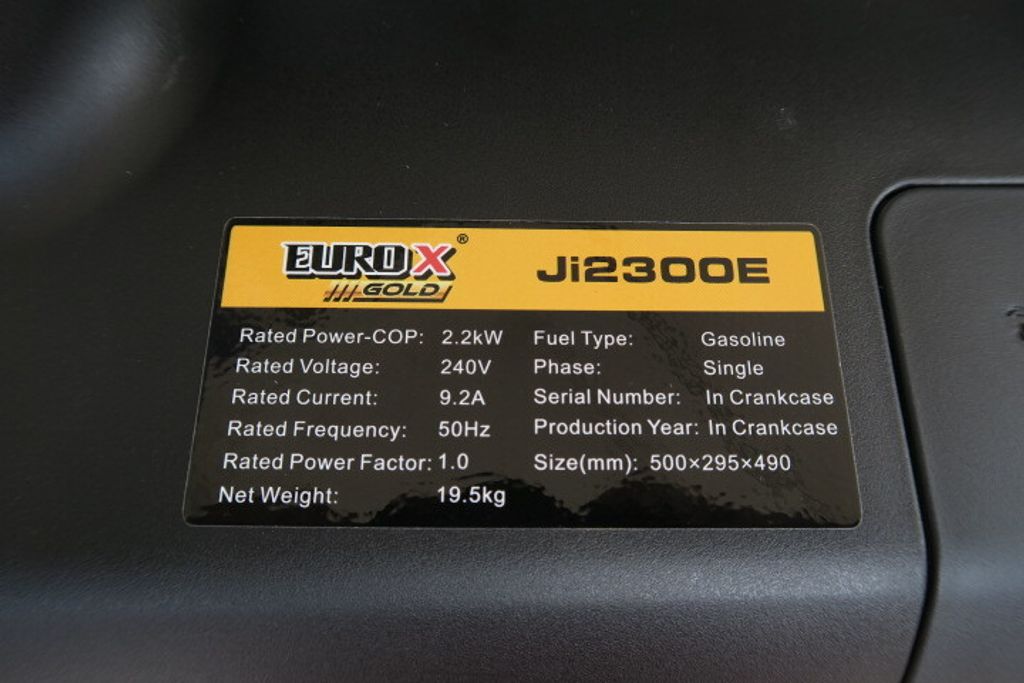 EURO X ®
GOLD
Ji2300E
Rated Power-COP: 2.2kW
Rated Voltage: 240V
Rated Current: 9.2A
Rated Frequency: 50Hz
Rated Power Factor: 1.0
Net Weight: 19.5kg
Fuel Type: Gasoline
Phase: Single
Serial Number: In Crankcase
Production Year: In Crankcase
Size(mm): 500×295×490